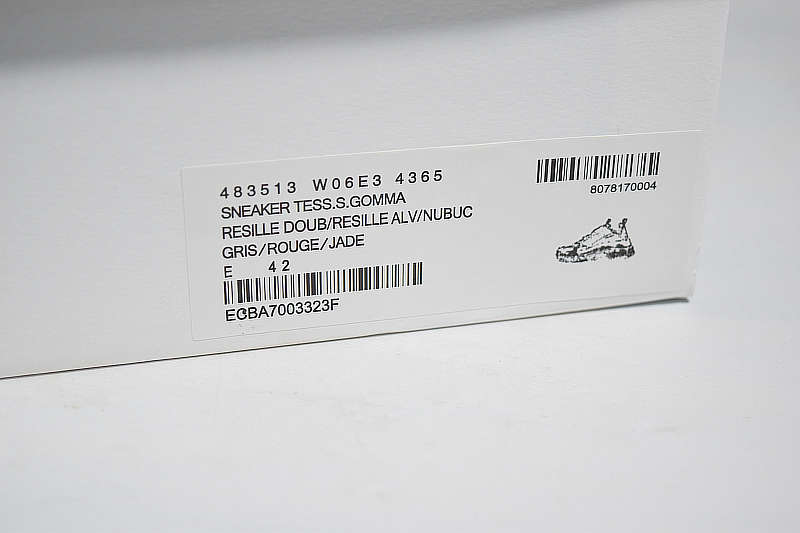 483513 W06E3 4365
8078170004
SNEAKER TESS.S.GOMMA
RESILLE DOUB/RESILLE ALV/NUBUC
GRIS/ROUGE/JADE
E 42
ECBA7003323F